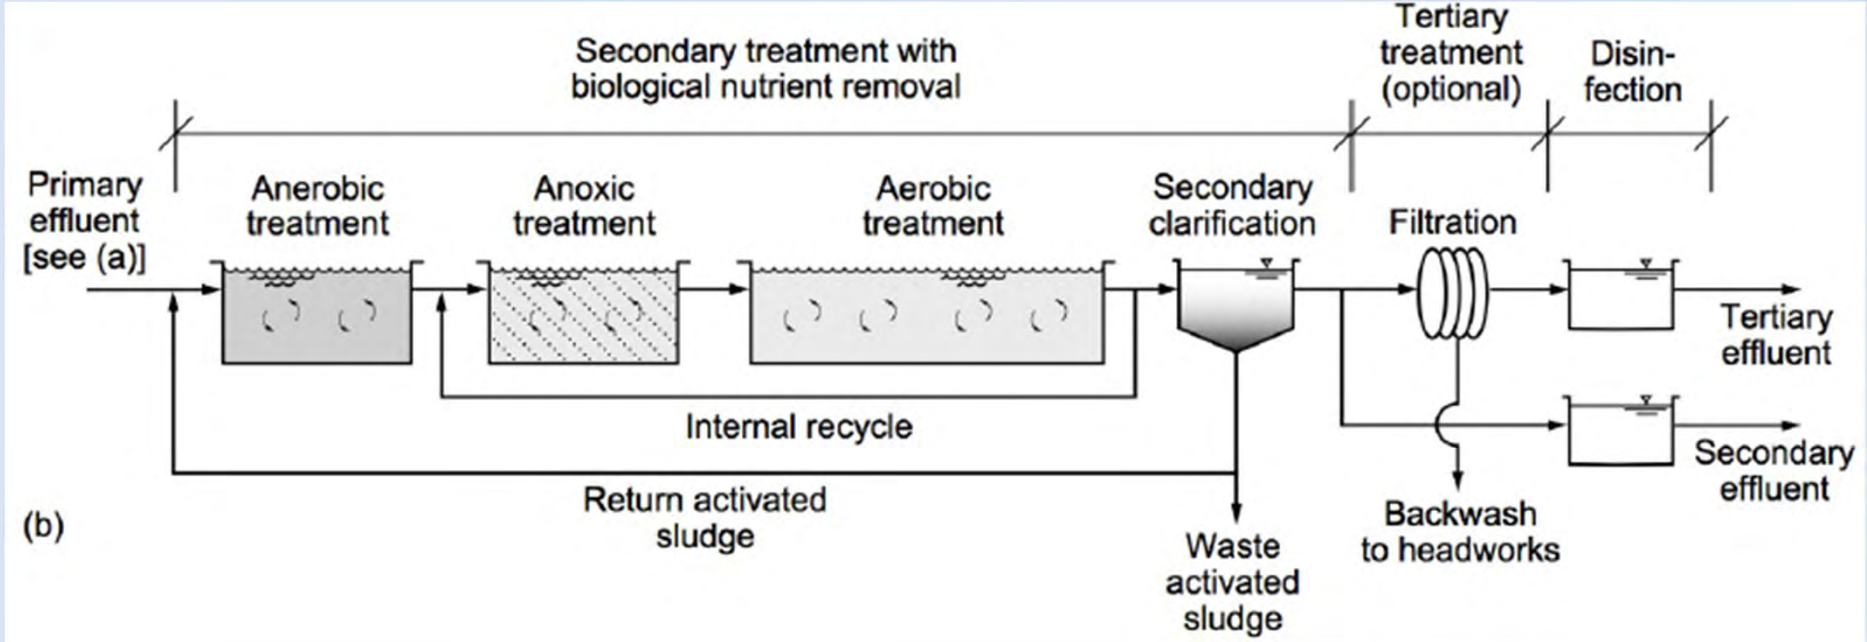 Secondary treatment with
biological nutrient removal
Tertiary
treatment
(optional)
Disin-
fection
Primary
effluent
[see (a)]
Anerobic
treatment
Anoxic
treatment
Aerobic
treatment
Secondary
clarification
Filtration
Tertiary
effluent
Internal recycle
Secondary
effluent
Return activated
sludge
Backwash
to headworks
Waste
activated
sludge
(b)